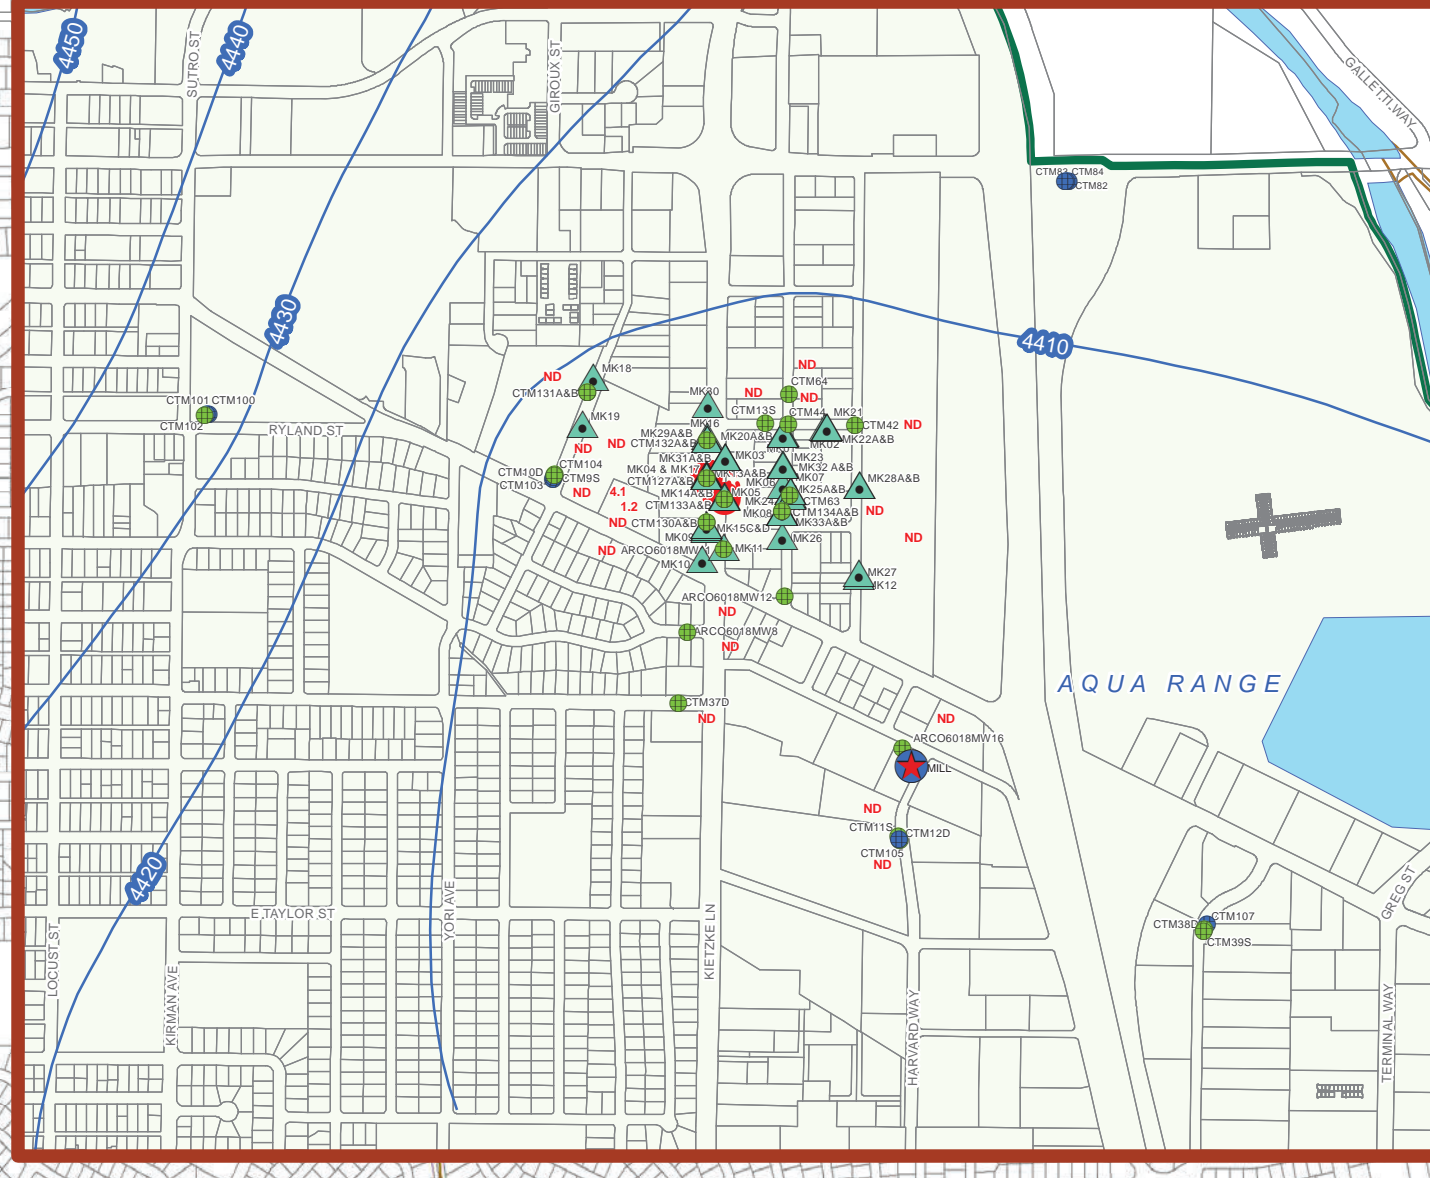 4450
4440
SUTRO ST
GIROUX ST
GALLETTI WAY
CTM84
CTM82
4430
4410
ND
MK18
CTM131A&B
ND
CTM64
ND
ND
CTM101 CTM100
CTM102
RYLAND ST
MK30
CTM13S
MK19
MK16
CTM44
MK21
CTM42
ND
MK29A&B
MK20A&B
MK22A&B
MK02
ND
CTM132A&B
ND
MK31A&B
MK03
MK23
CTM10D
CTM104
MK04 & MK17
MK13A&B
MK32 A&B
CTM103
CTM9S
CTM127A&B
MK06
MK07
MK28A&B
ND
4.1
MK14A&B
MK05
MK25A&B
1.2
CTM133A&B
MK24
CTM63
MK08
CTM134A&B
ND
ND
CTM130A&B
MK15C&D
MK33A&B
MK09
MK26
ND
ND
MK11
MK10
MK27
MK12
ARCO6018MW12
ND
ARCO6018MW8
ND
AQUA RANGE
CTM37D
ND
ND
ARCO6018MW16
MILL
ND
CTM11S
CTM12D
CTM105
ND
4420
E TAYLOR ST
YORI AVE
KIETZKE LN
GREG ST
CTM107
CTM38D
CTM39S
LOCUST ST
KIRMAN AVE
HARVARD WAY
TERMINAL WAY